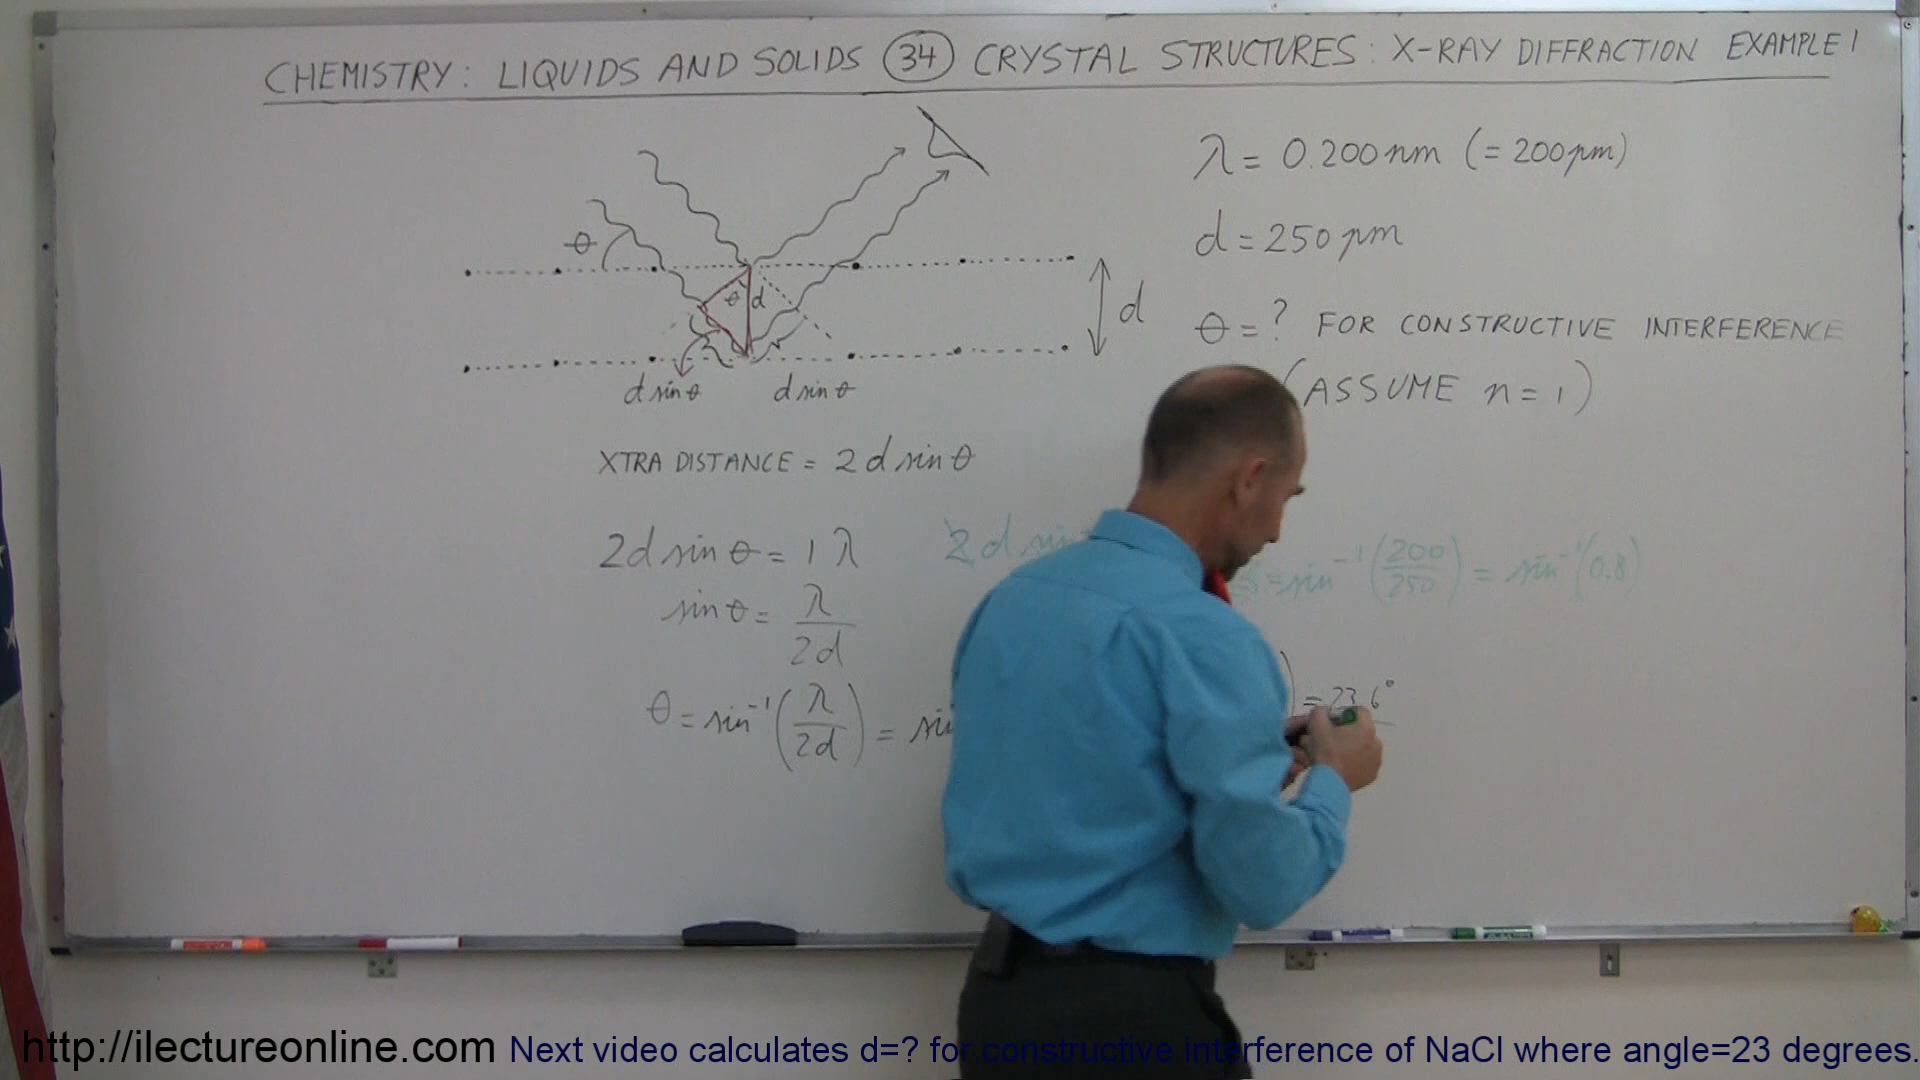 CHEMISTRY: LIQUIDS AND SOLIDS 34 CRYSTAL STRUCTURES: X-RAY DIFFRACTION EXAMPLE 1
λ = 0.200 nm (= 200 pm)
d = 250 pm
θ = ? FOR CONSTRUCTIVE INTERFERENCE
(ASSUME n = 1)
θ
θ d
d
d sin θ d sin θ
XTRA DISTANCE = 2 d sin θ
2d sin θ = 1 λ
sin θ = λ / 2d
θ = sin⁻¹ (λ / 2d) =
) = 23.6°
2 d sin
= sin⁻¹ (200 / 250) = sin⁻¹ (0.8)
http://ilectureonline.com Next video calculates d=? for constructive interference of NaCl where angle=23 degrees.